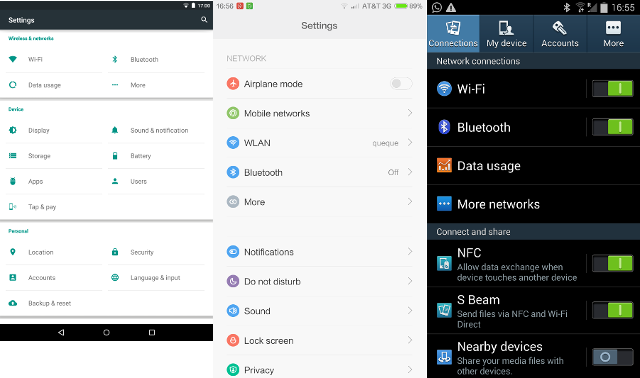 17:00
Settings
Wireless & networks
Wi-Fi
Bluetooth
Data usage
More
Device
Display
Sound & notification
Storage
Battery
Apps
Users
Tap & pay
Personal
Location
Security
Accounts
Language & input
Backup & reset
16:56
AT&T 3G
89%
Settings
NETWORK
Airplane mode
Mobile networks
WLAN
queque
Bluetooth
Off
More
Notifications
Do not disturb
Sound
Lock screen
Privacy
100%
16:55
Connections
My device
Accounts
More
Network connections
Wi-Fi
Bluetooth
Data usage
More networks
Connect and share
NFC
Allow data exchange when
device touches another device
S Beam
Send files via NFC and Wi-Fi
Direct
Nearby devices
Share your media files with
other devices.